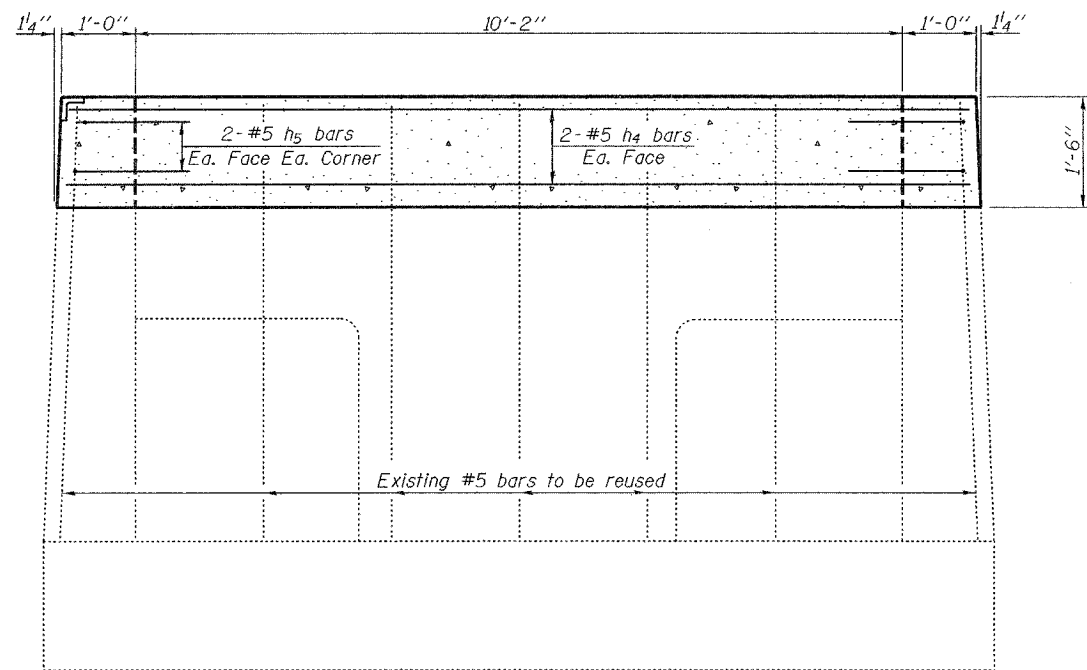 1¼" 1'-0" 10'-2" 1'-0" 1¼"
2- #5 h5 bars
Ea. Face Ea. Corner
2- #5 h4 bars
Ea. Face
1'-6"
Existing #5 bars to be reused